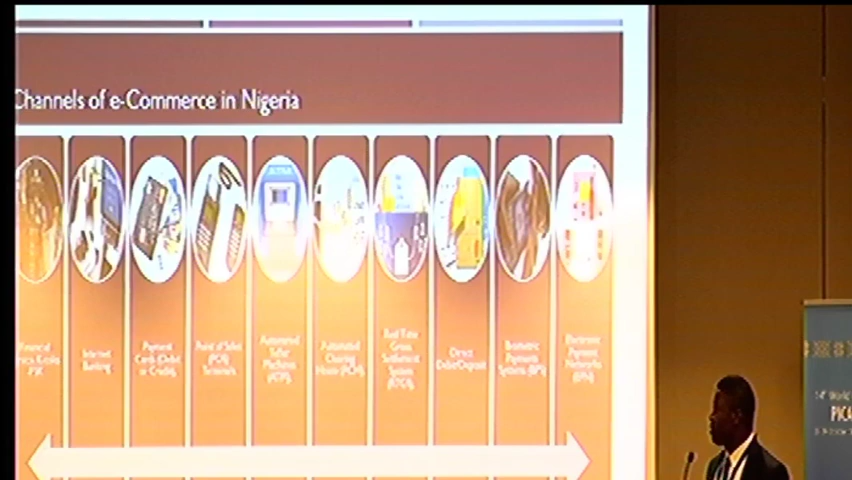 Channels of e-Commerce in Nigeria
Internet
Banking
Payment
Cards (Debit
or Credit)
Point of Sales
(POS)
Terminals
Automated
Teller
Machines
(ATM)
Automated
Clearing
House (ACH)
Real Time
Gross
Settlement
System
(RTGS)
Direct
Debit/Deposit
Biometric
Payment
Systems (BPS)
Electronic
Payment
Networks
(EPN)
14th World